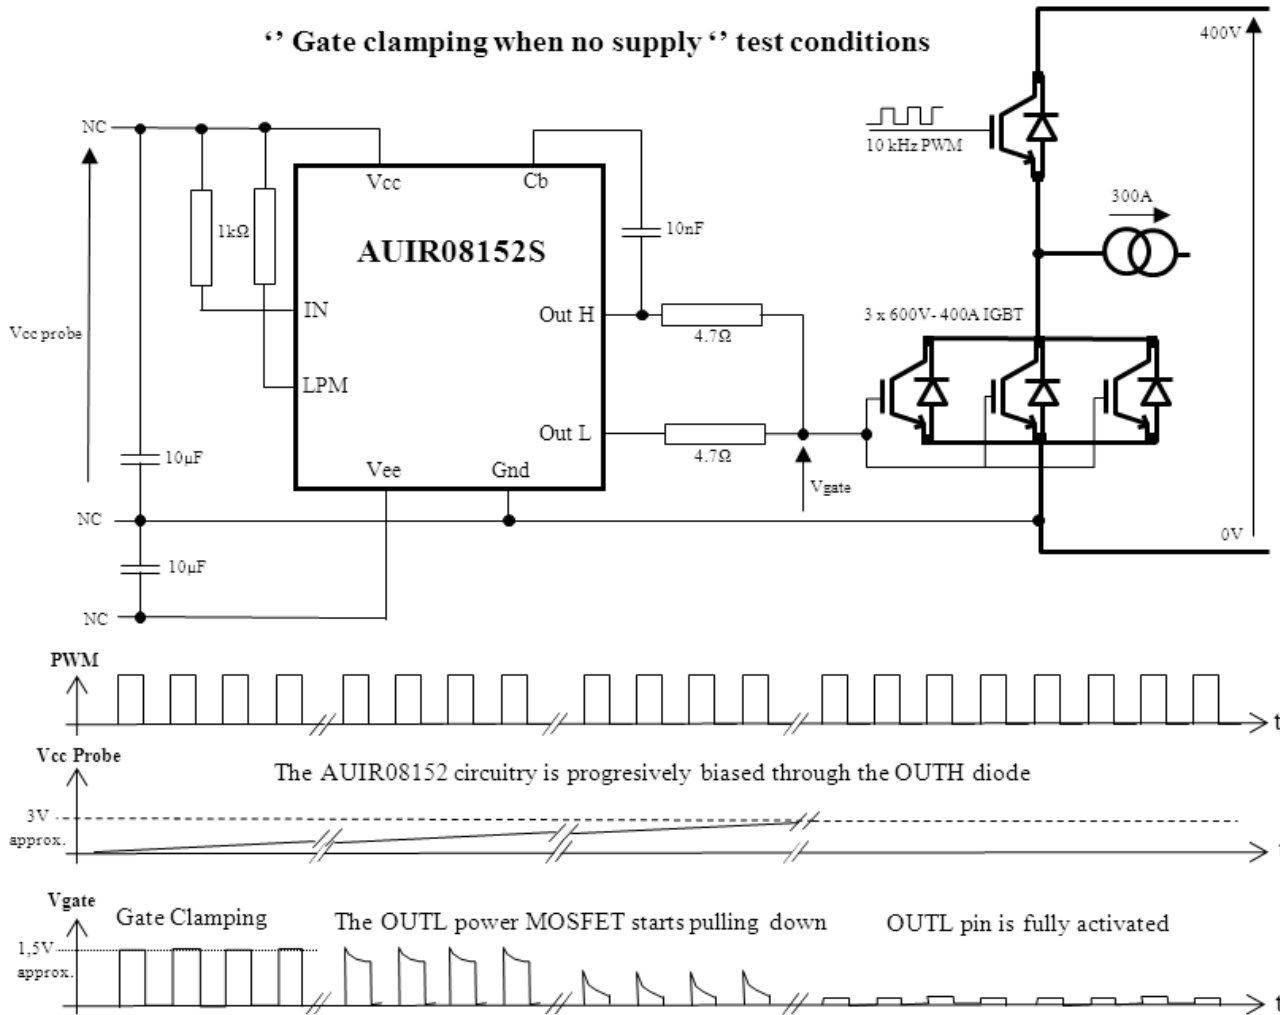 ‘’ Gate clamping when no supply ‘’ test conditions
400V
NC
10 kHz PWM
Vcc
Cb
300A
1kΩ
10nF
AUIR08152S
IN
Out H
3 x 600V- 400A IGBT
Vcc probe
4.7Ω
LPM
Out L
10µF
4.7Ω
Vee
Gnd
Vgate
NC
0V
10µF
NC
PWM
t
Vcc Probe
The AUIR08152 circuitry is progresively biased through the OUTH diode
3V
approx.
Vgate
Gate Clamping
The OUTL power MOSFET starts pulling down
OUTL pin is fully activated
1,5V
approx.
t